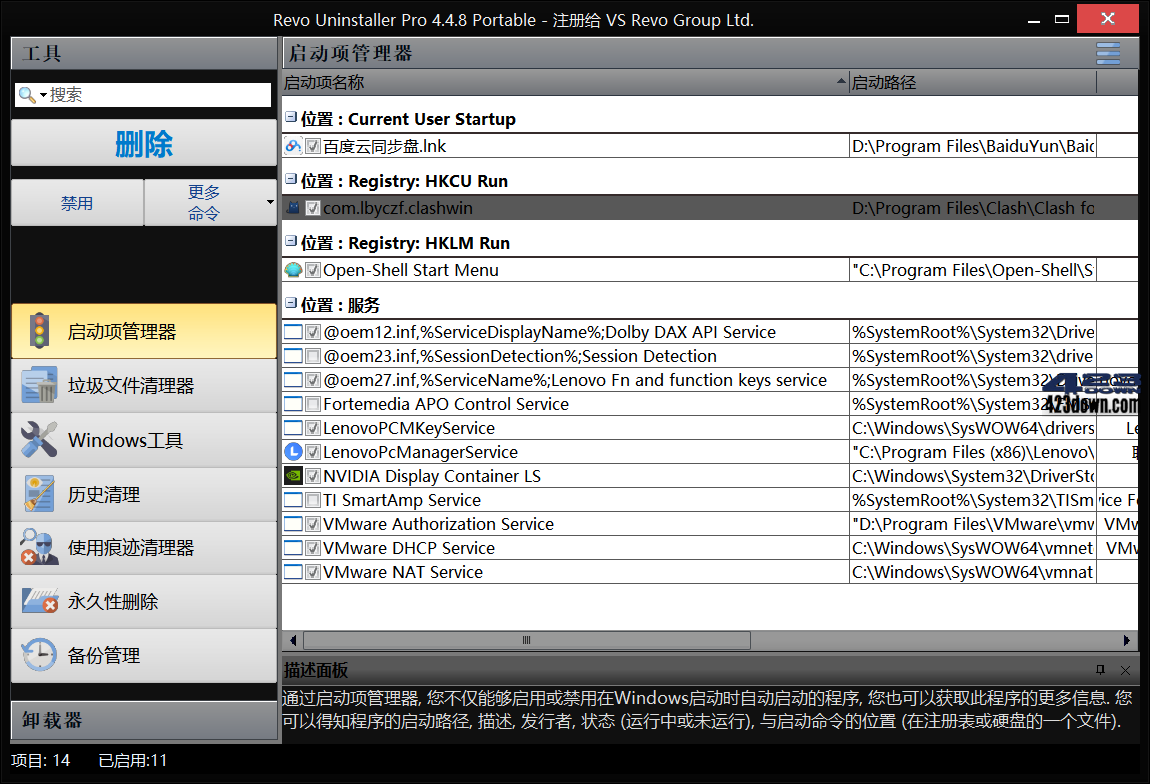 Revo Uninstaller Pro 4.4.8 Portable - 注册给 VS Revo Group Ltd.
工具
搜索
删除
禁用
更多
命令
启动项管理器
垃圾文件清理器
Windows工具
历史清理
使用痕迹清理器
永久性删除
备份管理
卸载器
启动项管理器
启动项名称 启动路径
位置 : Current User Startup
百度云同步盘.lnk D:\Program Files\BaiduYun\Baic
位置 : Registry: HKCU Run
com.lbyczf.clashwin D:\Program Files\Clash\Clash fo
位置 : Registry: HKLM Run
Open-Shell Start Menu "C:\Program Files\Open-Shell\S
位置 : 服务
@oem12.inf,%ServiceDisplayName%;Dolby DAX API Service %SystemRoot%\System32\Drive
@oem23.inf,%SessionDetection%;Session Detection %SystemRoot%\System32\drive
@oem27.inf,%ServiceName%;Lenovo Fn and function keys service %SystemRoot%\System32\
Fortemedia APO Control Service %SystemRoot%\System32\
423down.com
LenovoPCMKeyService C:\Windows\SysWOW64\drivers Le
LenovoPcManagerService "C:\Program Files (x86)\Lenovo\
NVIDIA Display Container LS C:\Windows\System32\DriverSto
TI SmartAmp Service %SystemRoot%\System32\TISm vice Fo
VMware Authorization Service "D:\Program Files\VMware\vmw VMw
VMware DHCP Service C:\Windows\SysWOW64\vmnet VMw
VMware NAT Service C:\Windows\SysWOW64\vmnat
描述面板
通过启动项管理器, 您不仅能够启用或禁用在Windows启动时自动启动的程序, 您也可以获取此程序的更多信息. 您
可以得知程序的启动路径, 描述, 发行者, 状态 (运行中或未运行), 与启动命令的位置 (在注册表或硬盘的一个文件).
项目: 14 已启用:11